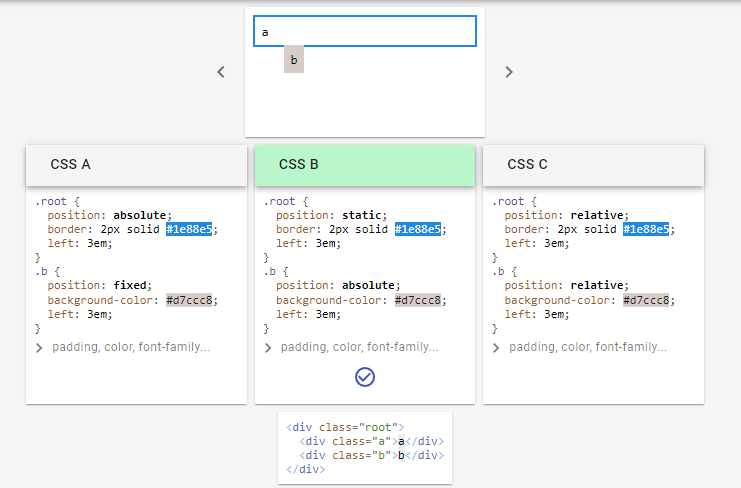 a
b
CSS A
.root {
position: absolute;
border: 2px solid #1e88e5;
left: 3em;
}
.b {
position: fixed;
background-color: #d7ccc8;
left: 3em;
}
padding, color, font-family...
CSS B
.root {
position: static;
border: 2px solid #1e88e5;
left: 3em;
}
.b {
position: absolute;
background-color: #d7ccc8;
left: 3em;
}
padding, color, font-family...
CSS C
.root {
position: relative;
border: 2px solid #1e88e5;
left: 3em;
}
.b {
position: relative;
background-color: #d7ccc8;
left: 3em;
}
padding, color, font-family...
<div class="root">
<div class="a">a</div>
<div class="b">b</div>
</div>